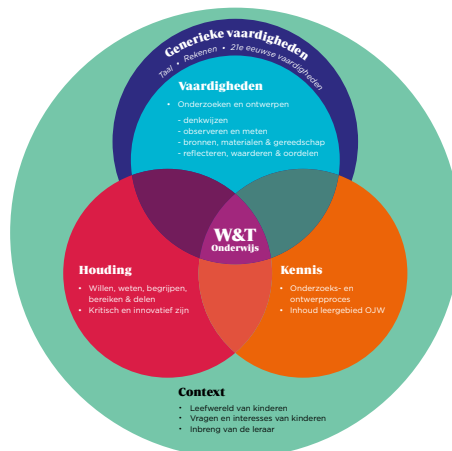 Generieke vaardigheden
Taal • Rekenen • 21e eeuwse vaardigheden
Vaardigheden
• Onderzoeken en ontwerpen
- denkwijzen
- observeren en meten
- bronnen, materialen & gereedschap
- reflecteren, waarderen & oordelen
W&T
Onderwijs
Houding
• Willen, weten, begrijpen,
bereiken & delen
• Kritisch en innovatief zijn
Kennis
• Onderzoeks- en
ontwerpproces
• Inhoud leergebied OJW
Context
• Leefwereld van kinderen
• Vragen en interesses van kinderen
• Inbreng van de leraar